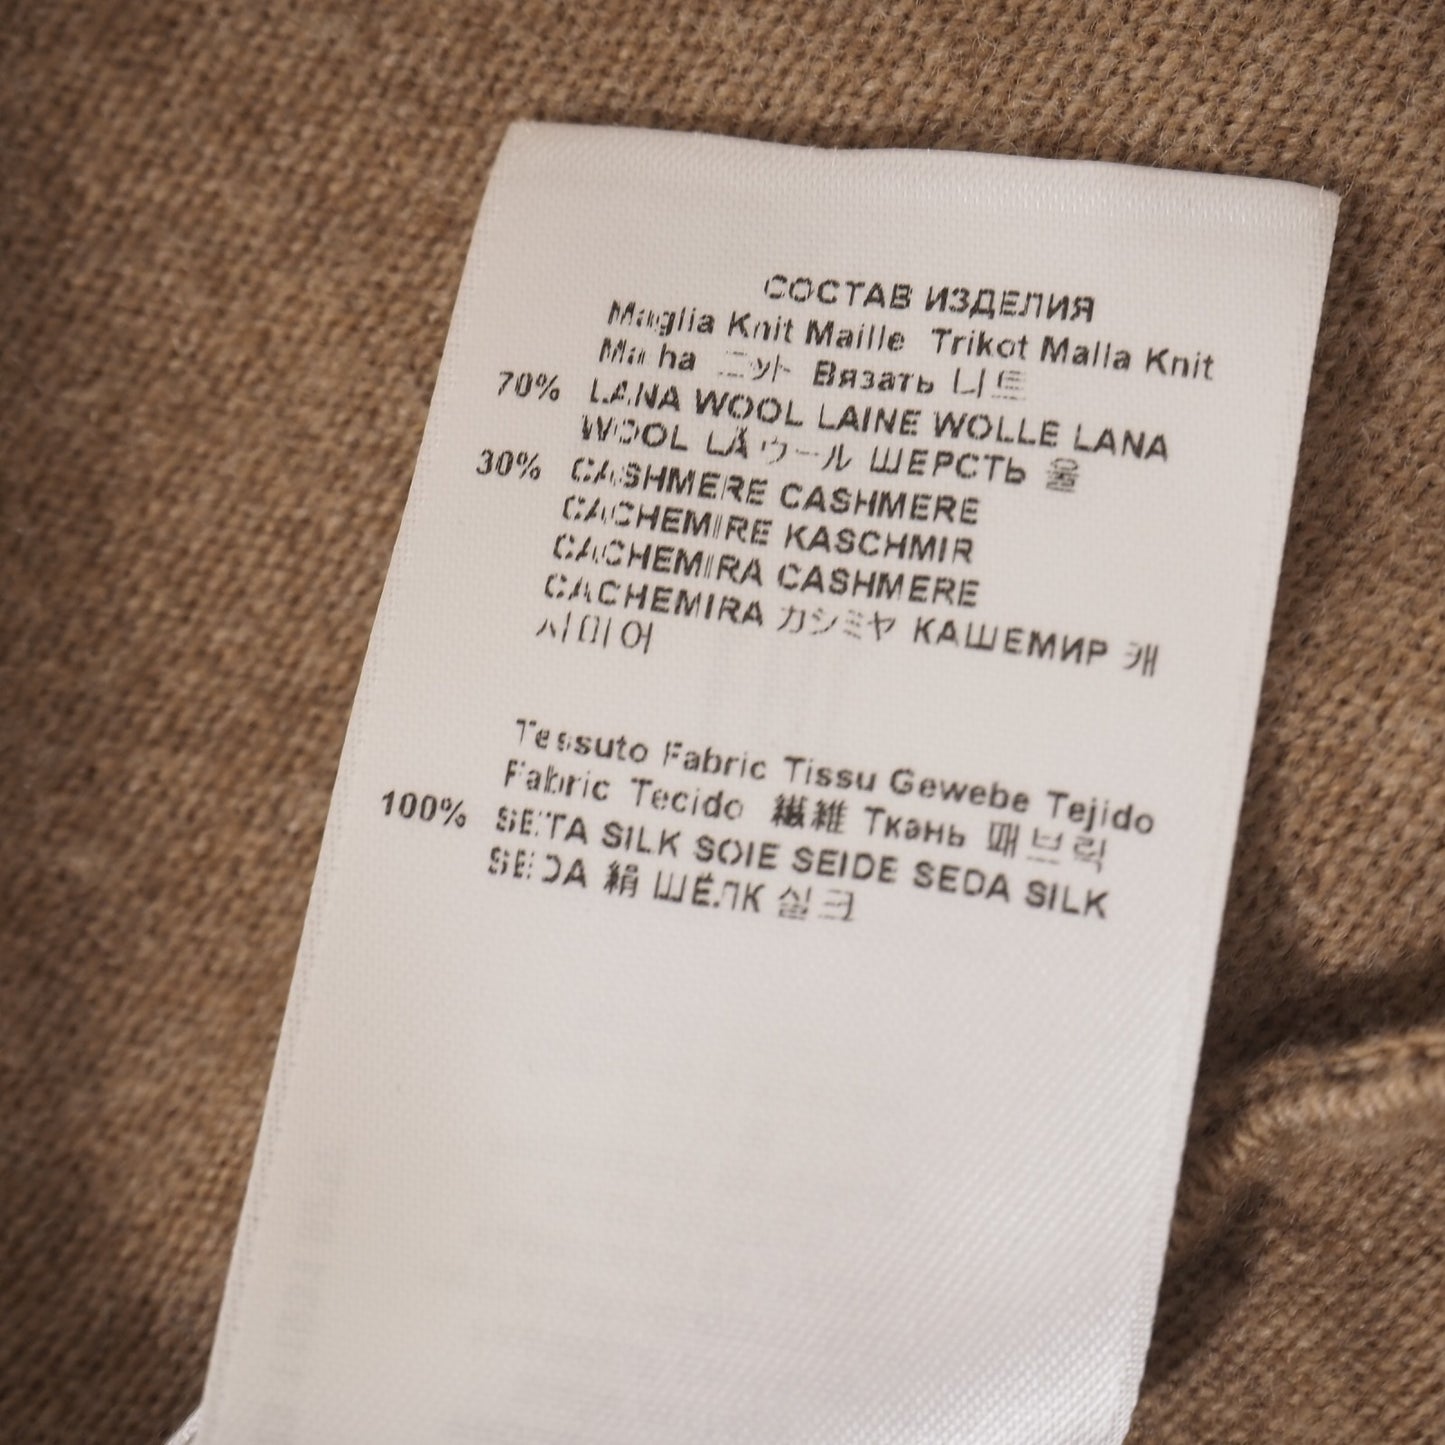 СОСТАВ ИЗДЕЛИЯ
Maglia Knit Maille Trikot Malla Knit
Malha ニット Вязать 니트
70% LANA WOOL LAINE WOLLE LANA
WOOL LÃ ウール ШЕРСТЬ 울
30% CASHMERE CASHMERE
CACHEMIRE KASCHMIR
CACHEMIRA CASHMERE
CACHEMIRA カシミヤ КАШЕМИР 캐
시미어
Tessuto Fabric Tissu Gewebe Tejido
Fabric Tecido 繊維 Ткань 패브릭
100% SETA SILK SOIE SEIDE SEDA SILK
SEDA 絹 ШЁЛК 실크